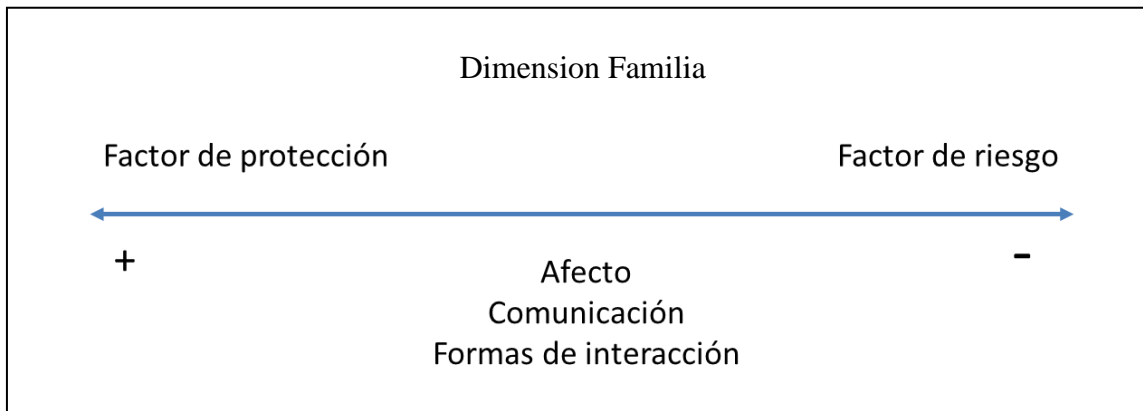 Dimension Familia
Factor de protección Factor de riesgo
+ -
Afecto
Comunicación
Formas de interacción